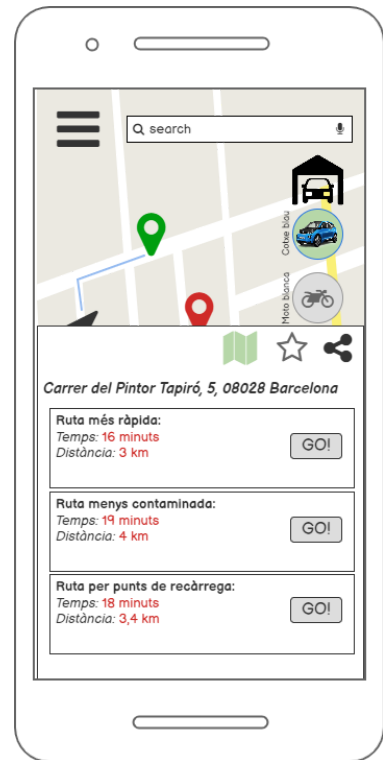 search
Cotxe blau
Moto blanca
Carrer del Pintor Tapiró, 5, 08028 Barcelona
Ruta més ràpida:
Temps: 16 minuts
Distància: 3 km
GO!
Ruta menys contaminada:
Temps: 19 minuts
Distància: 4 km
GO!
Ruta per punts de recàrrega:
Temps: 18 minuts
Distància: 3,4 km
GO!